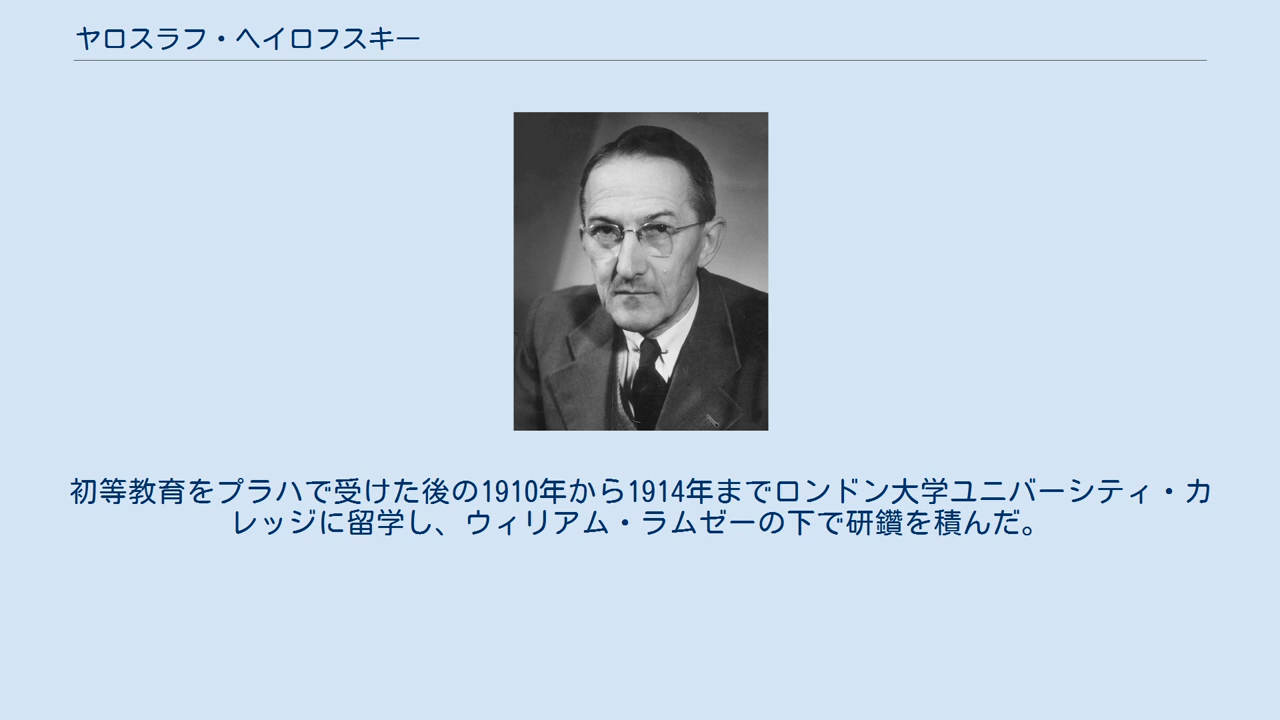 ヤロスラフ・ヘイロフスキー
初等教育をプラハで受けた後の1910年から1914年までロンドン大学ユニバーシティ・カ
レッジに留学し、ウィリアム・ラムゼーの下で研鑽を積んだ。